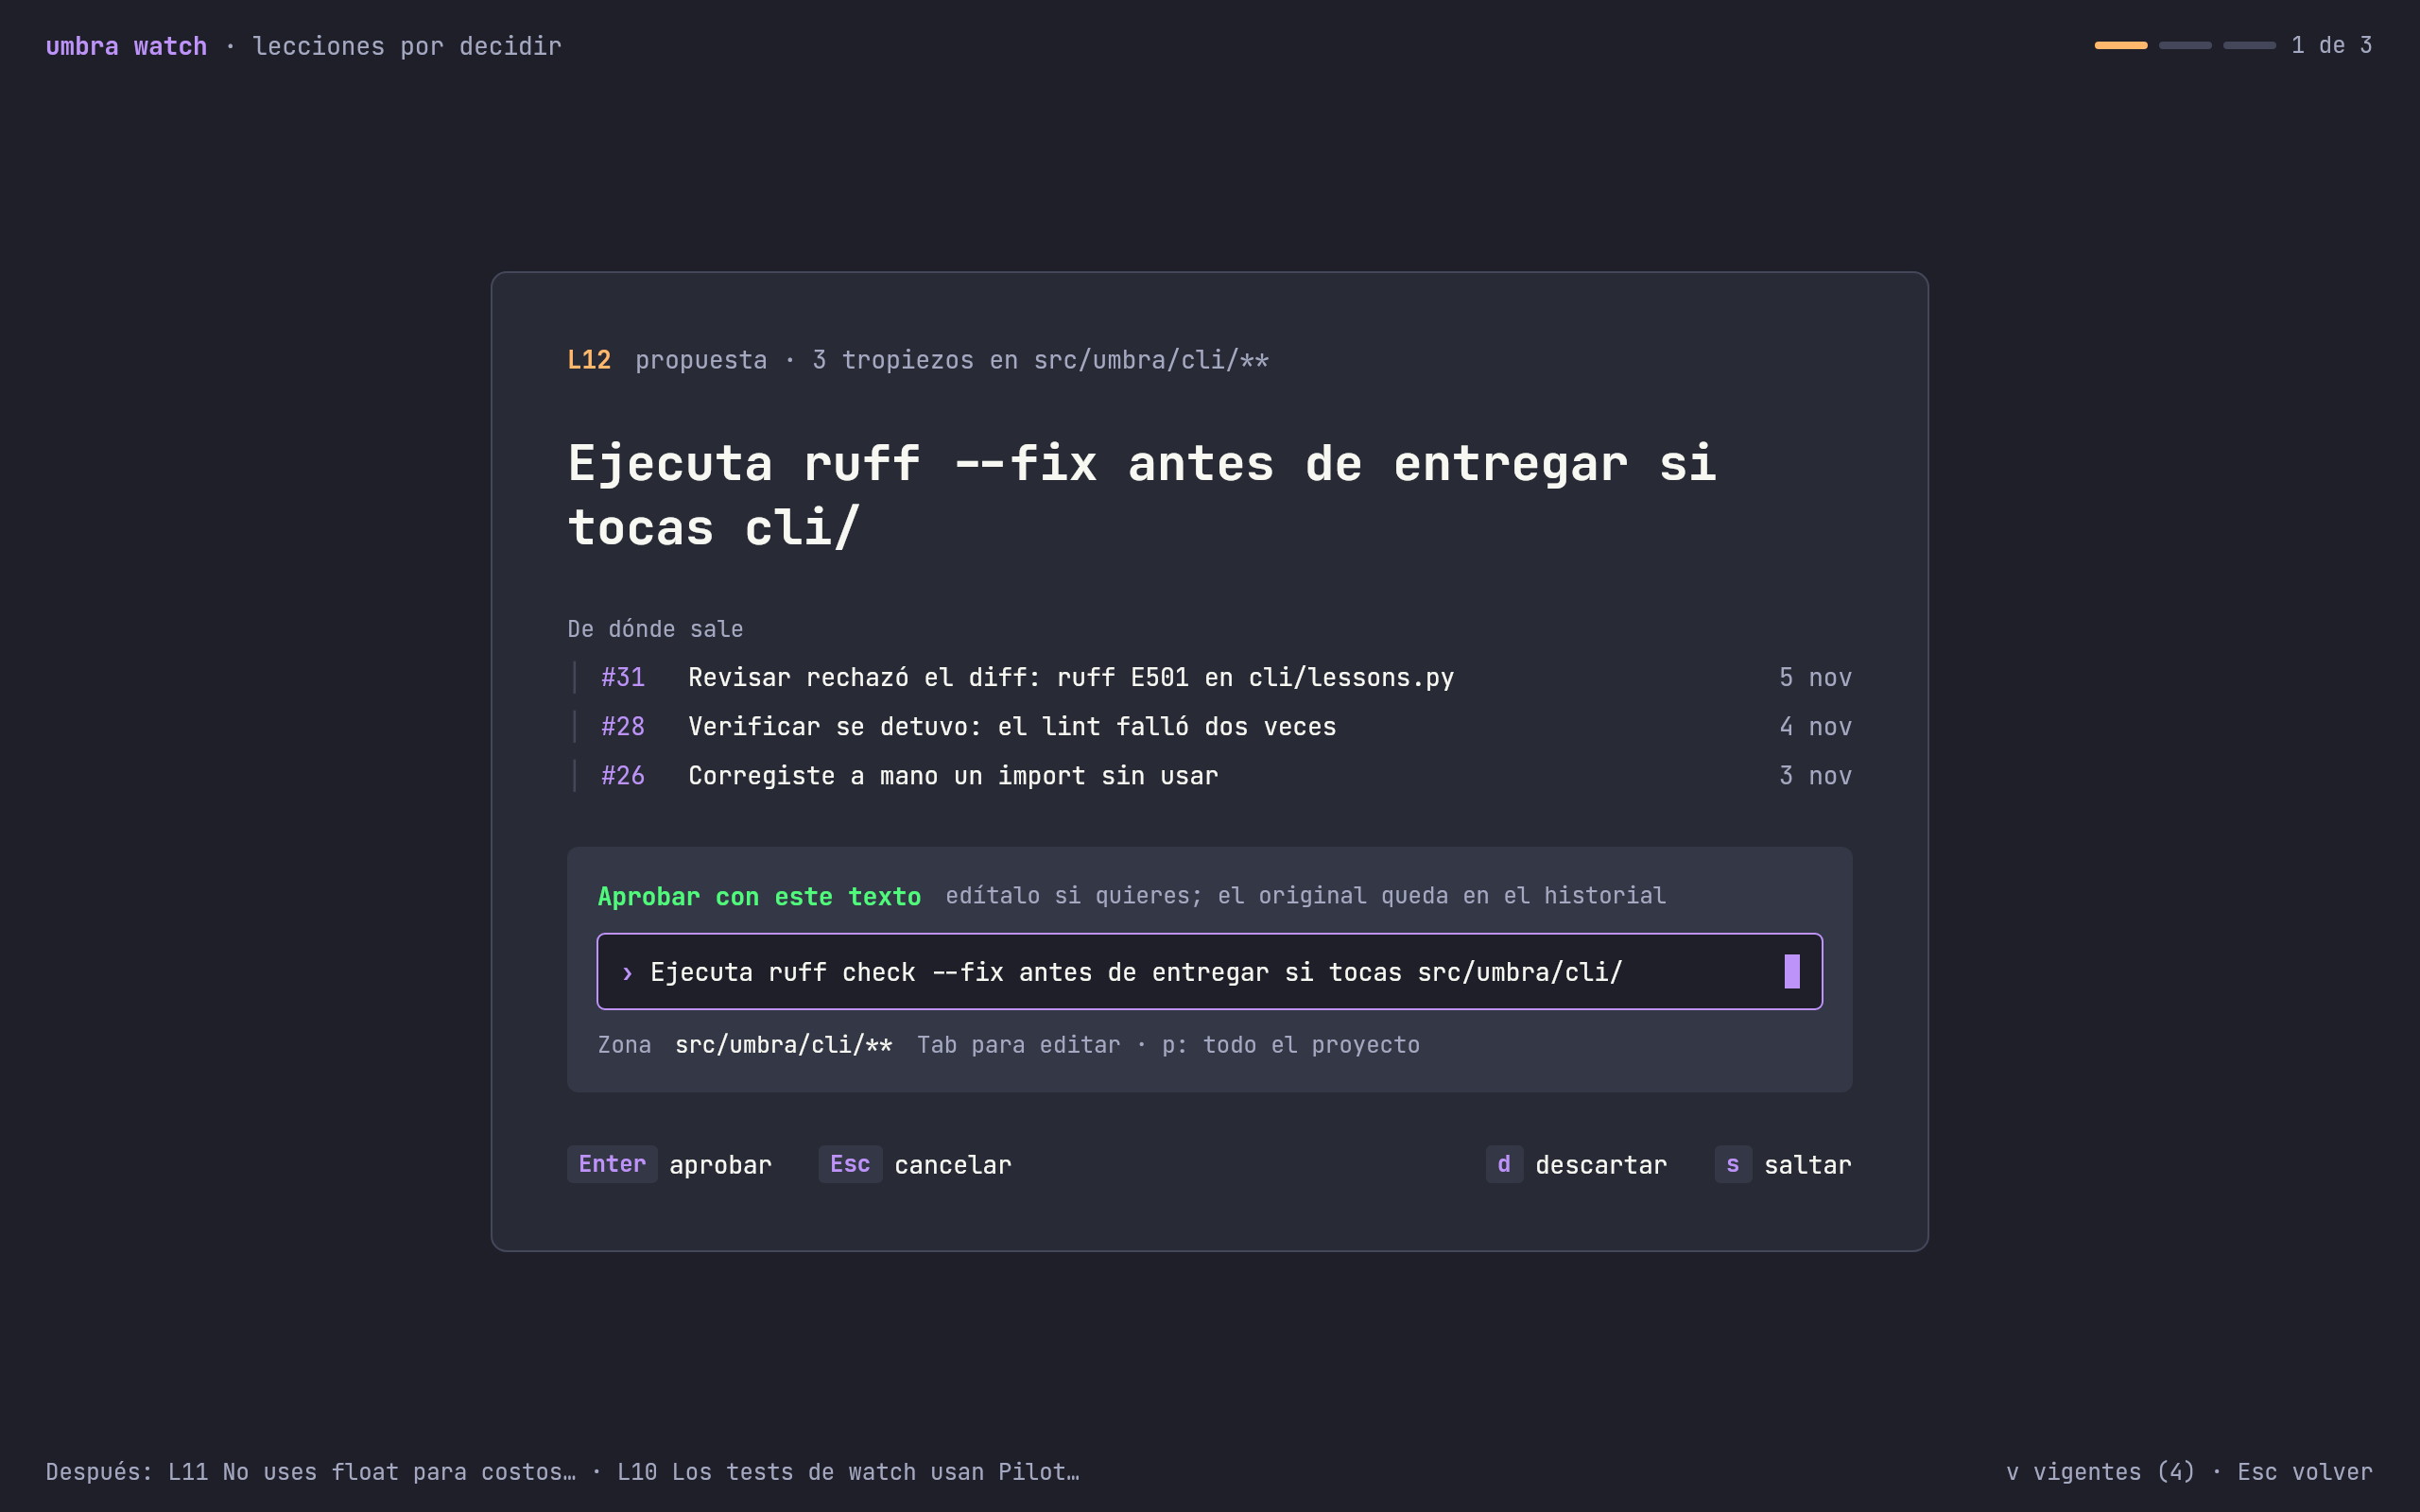 umbra watch · lecciones por decidir
1 de 3
L12 propuesta · 3 tropiezos en src/umbra/cli/**
Ejecuta ruff --fix antes de entregar si
tocas cli/
De dónde sale
#31 Revisar rechazó el diff: ruff E501 en cli/lessons.py 5 nov
#28 Verificar se detuvo: el lint falló dos veces 4 nov
#26 Corregiste a mano un import sin usar 3 nov
Aprobar con este texto edítalo si quieres; el original queda en el historial
› Ejecuta ruff check --fix antes de entregar si tocas src/umbra/cli/
Zona src/umbra/cli/** Tab para editar · p: todo el proyecto
Enter aprobar Esc cancelar d descartar s saltar
Después: L11 No uses float para costos… · L10 Los tests de watch usan Pilot…
v vigentes (4) · Esc volver